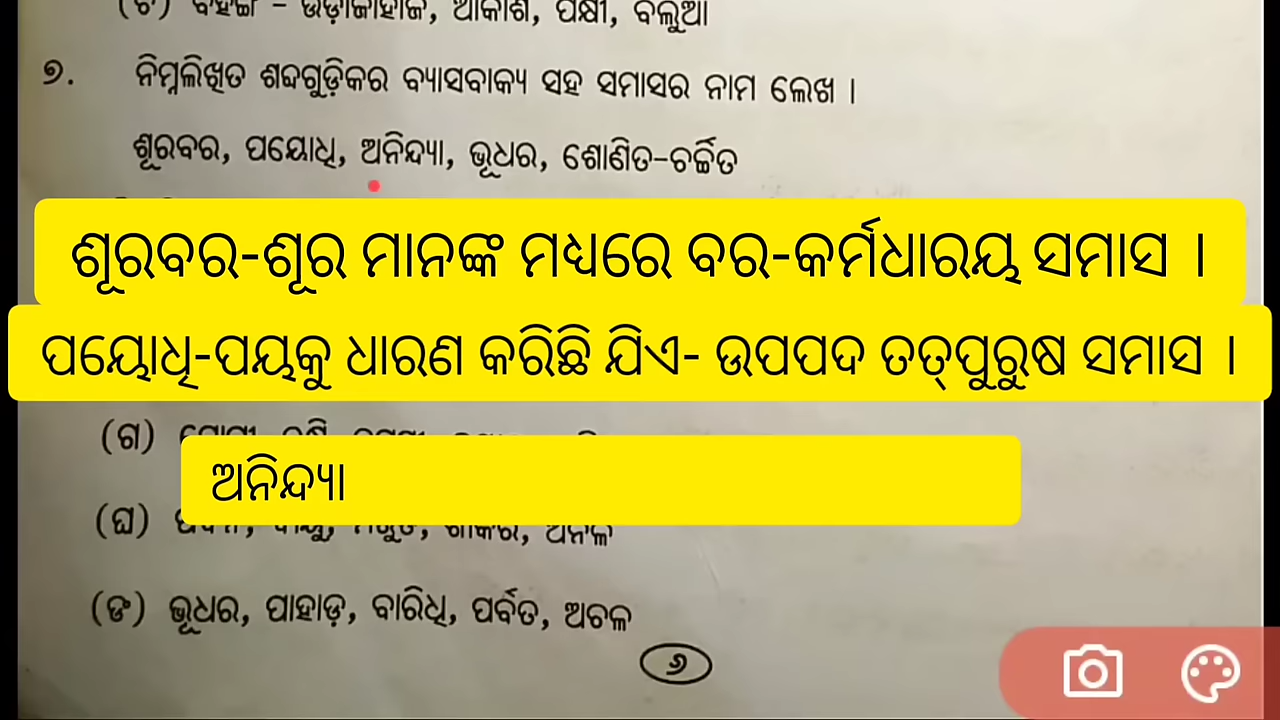 (ଚ) ବିହଙ୍ଗ – ଉଡ଼ାଜାହାଜ, ଆକାଶ, ପକ୍ଷୀ, ବଲୁଆ
୭. ନିମ୍ନଲିଖିତ ଶବ୍ଦଗୁଡ଼ିକର ବ୍ୟାସବାକ୍ୟ ସହ ସମାସର ନାମ ଲେଖ ।
ଶୂରବର, ପୟୋଧି, ଅନିନ୍ଦ୍ୟା, ଭୂଧର, ଶୋଣିତ-ଚର୍ଚ୍ଚିତ
ଶୂରବର-ଶୂର ମାନଙ୍କ ମଧ୍ୟରେ ବର-କର୍ମଧାରୟ ସମାସ ।
ପୟୋଧି-ପୟକୁ ଧାରଣ କରିଛି ଯିଏ- ଉପପଦ ତତ୍‌ପୁରୁଷ ସମାସ ।
(ଗ)
ଅନିନ୍ଦ୍ୟା
(ଘ) ଅନଳ
(ଙ) ଭୂଧର, ପାହାଡ଼, ବାରିଧି, ପର୍ବତ, ଅଚଳ
୬